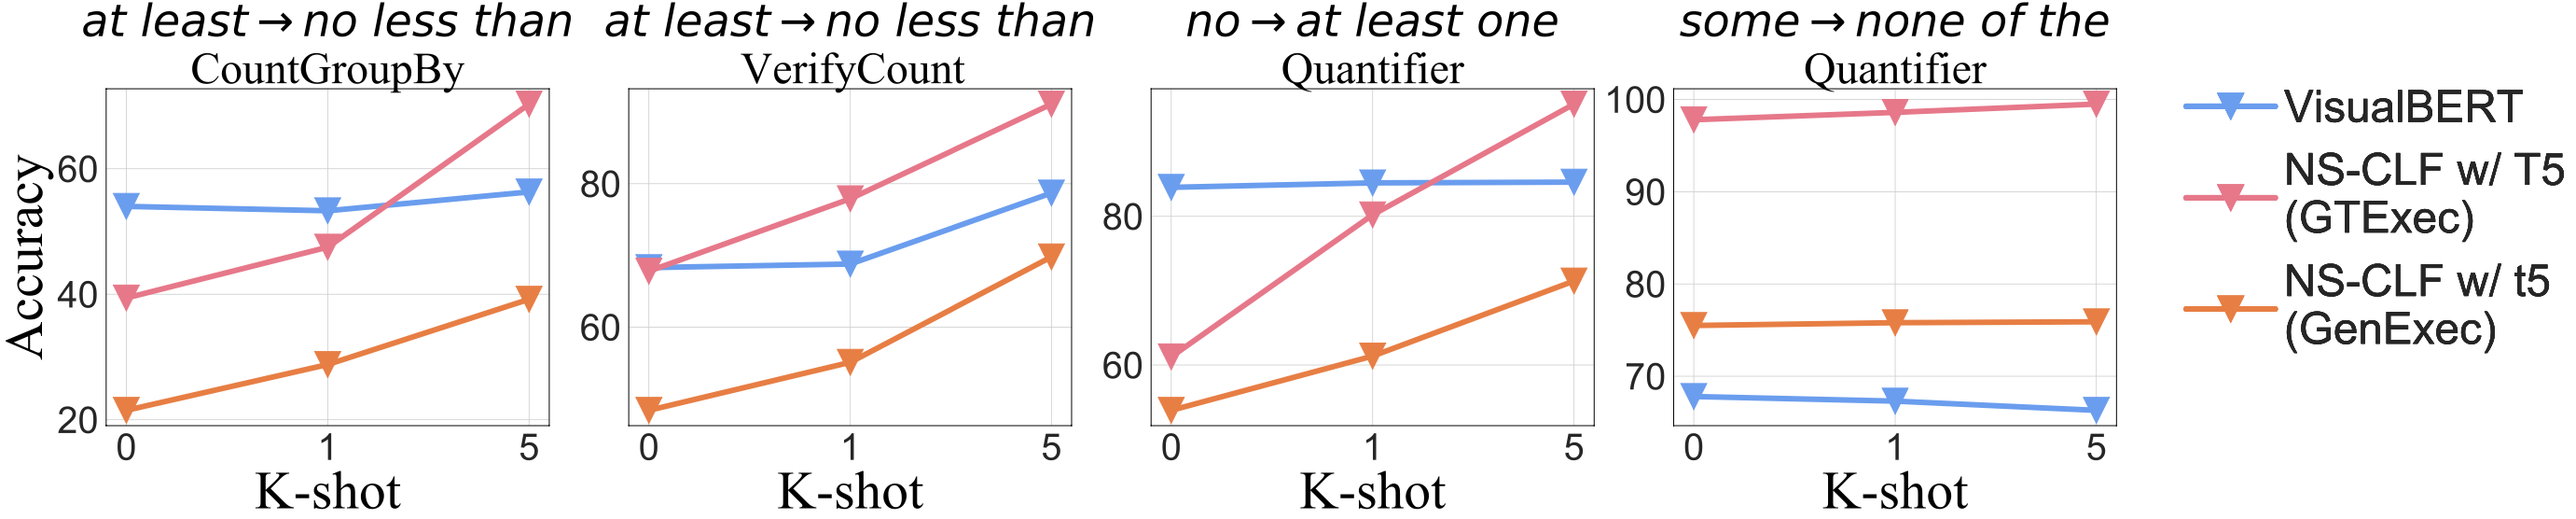 at least→no less than
CountGroupBy
at least→no less than
VerifyCount
no→at least one
Quantifier
some→none of the
Quantifier
Accuracy
60
40
20
0 1 5
K-shot
80
60
0 1 5
K-shot
80
60
0 1 5
K-shot
100
90
80
70
0 1 5
K-shot
VisualBERT
NS-CLF w/ T5
(GTExec)
NS-CLF w/ t5
(GenExec)